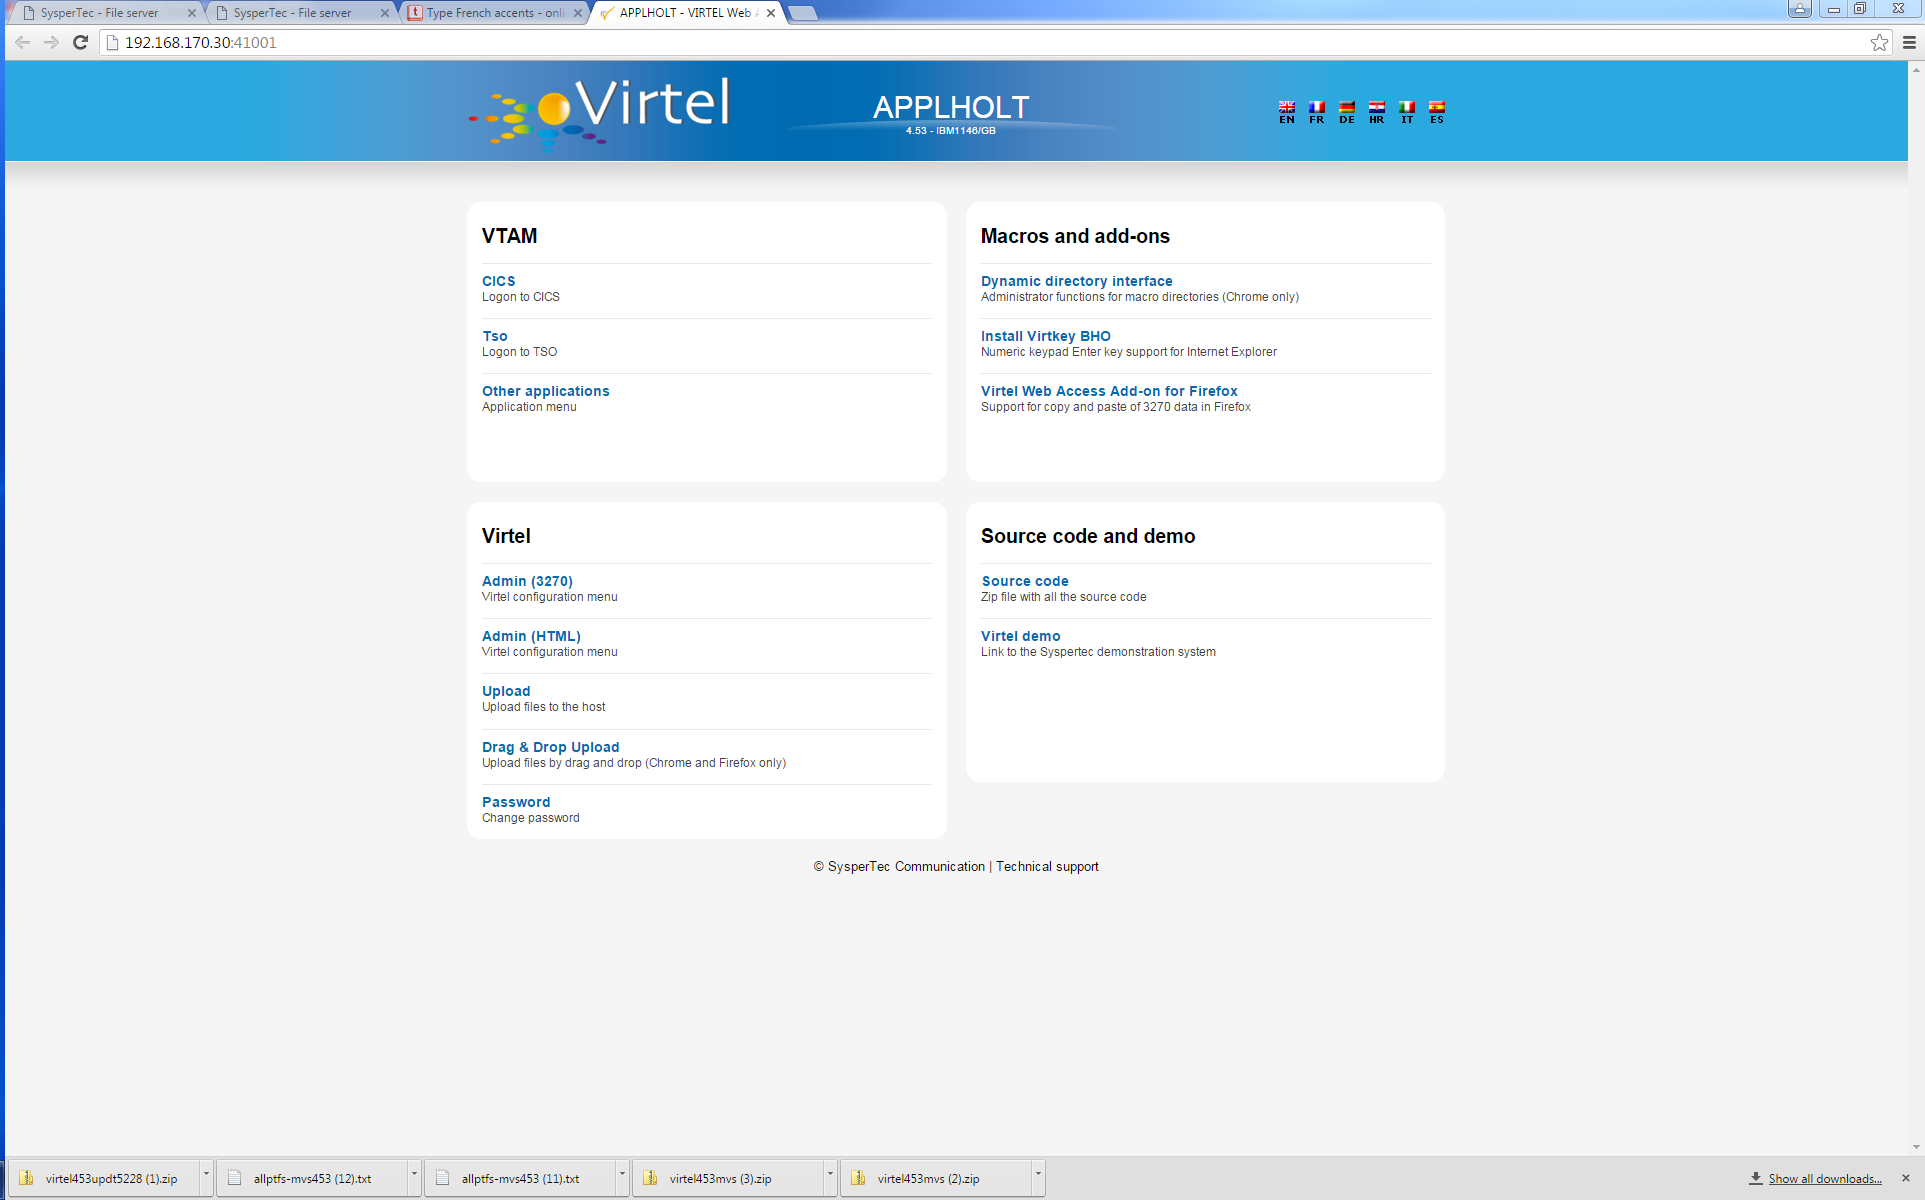 SysperTec - File server
SysperTec - File server
Type French accents - onli
APPLHOLT - VIRTEL Web A
192.168.170.30:41001
Virtel
APPLHOLT
4.53 - IBM1146/GB
EN FR DE HR IT ES
VTAM
CICS
Logon to CICS
Tso
Logon to TSO
Other applications
Application menu
Macros and add-ons
Dynamic directory interface
Administrator functions for macro directories (Chrome only)
Install Virtkey BHO
Numeric keypad Enter key support for Internet Explorer
Virtel Web Access Add-on for Firefox
Support for copy and paste of 3270 data in Firefox
Virtel
Admin (3270)
Virtel configuration menu
Admin (HTML)
Virtel configuration menu
Upload
Upload files to the host
Drag & Drop Upload
Upload files by drag and drop (Chrome and Firefox only)
Password
Change password
Source code and demo
Source code
Zip file with all the source code
Virtel demo
Link to the Syspertec demonstration system
© SysperTec Communication | Technical support
virtel453updt5228 (1).zip
allptfs-mvs453 (12).txt
allptfs-mvs453 (11).txt
virtel453mvs (3).zip
virtel453mvs (2).zip
Show all downloads...